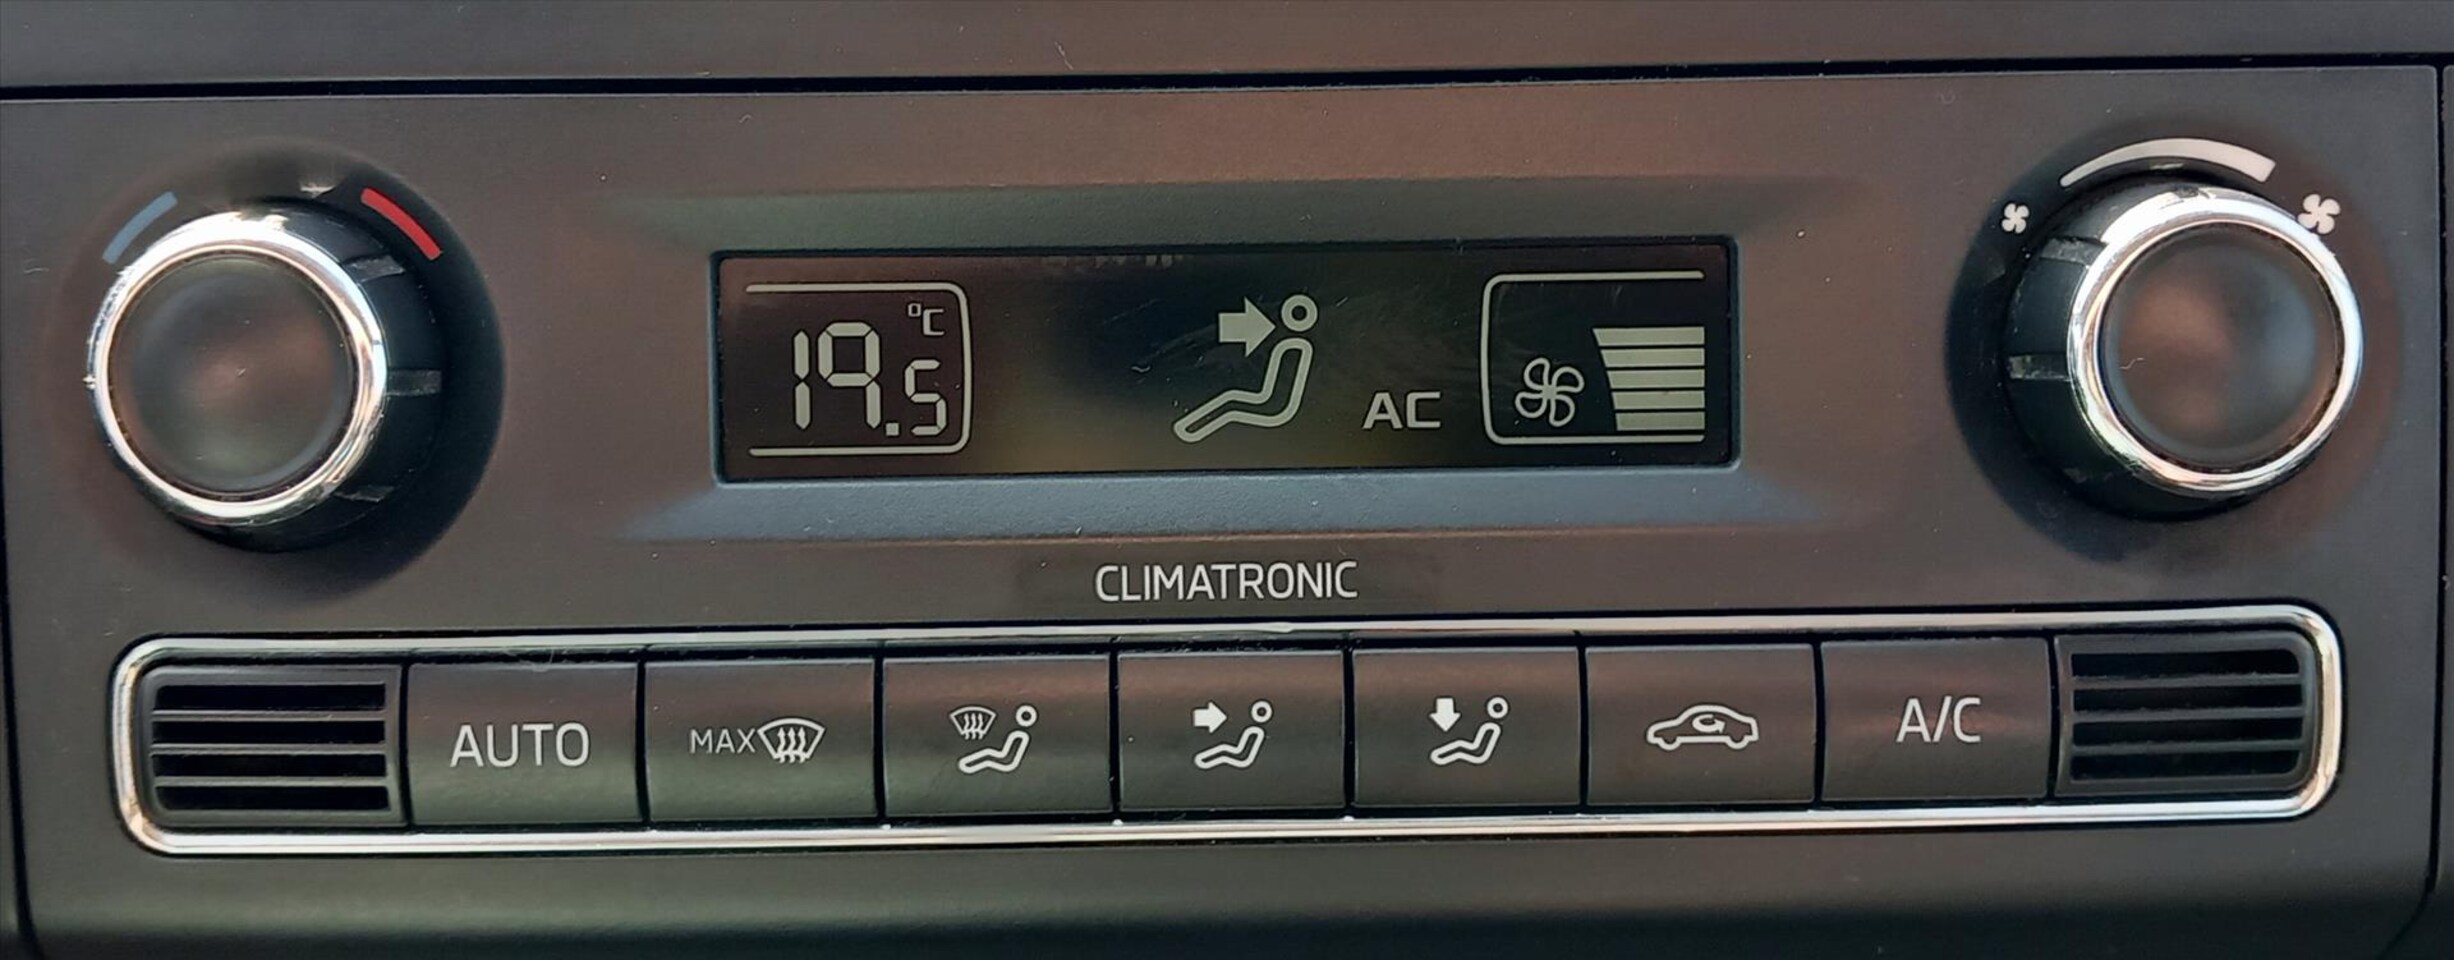 19.5 °C
AC
CLIMATRONIC
AUTO
MAX
A/C